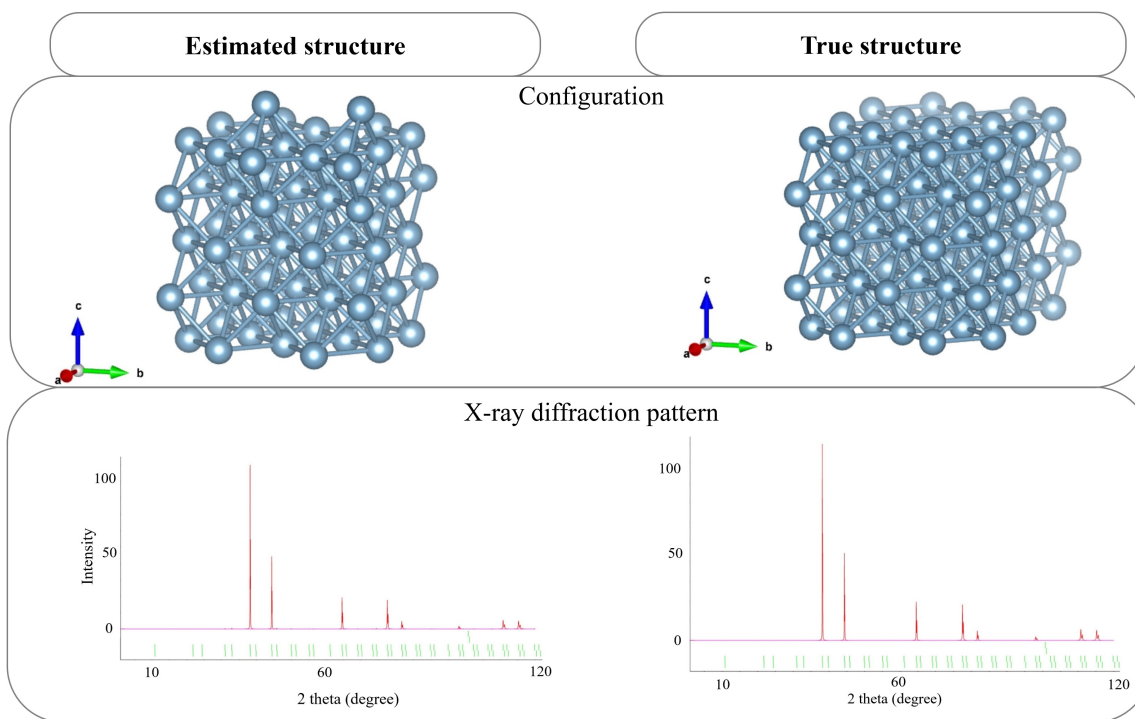 Estimated structure
True structure
Configuration
c
a
b
c
a
b
X-ray diffraction pattern
100
50
0
Intensity
10
60
120
2 theta (degree)
100
50
0
10
60
120
2 theta (degree)